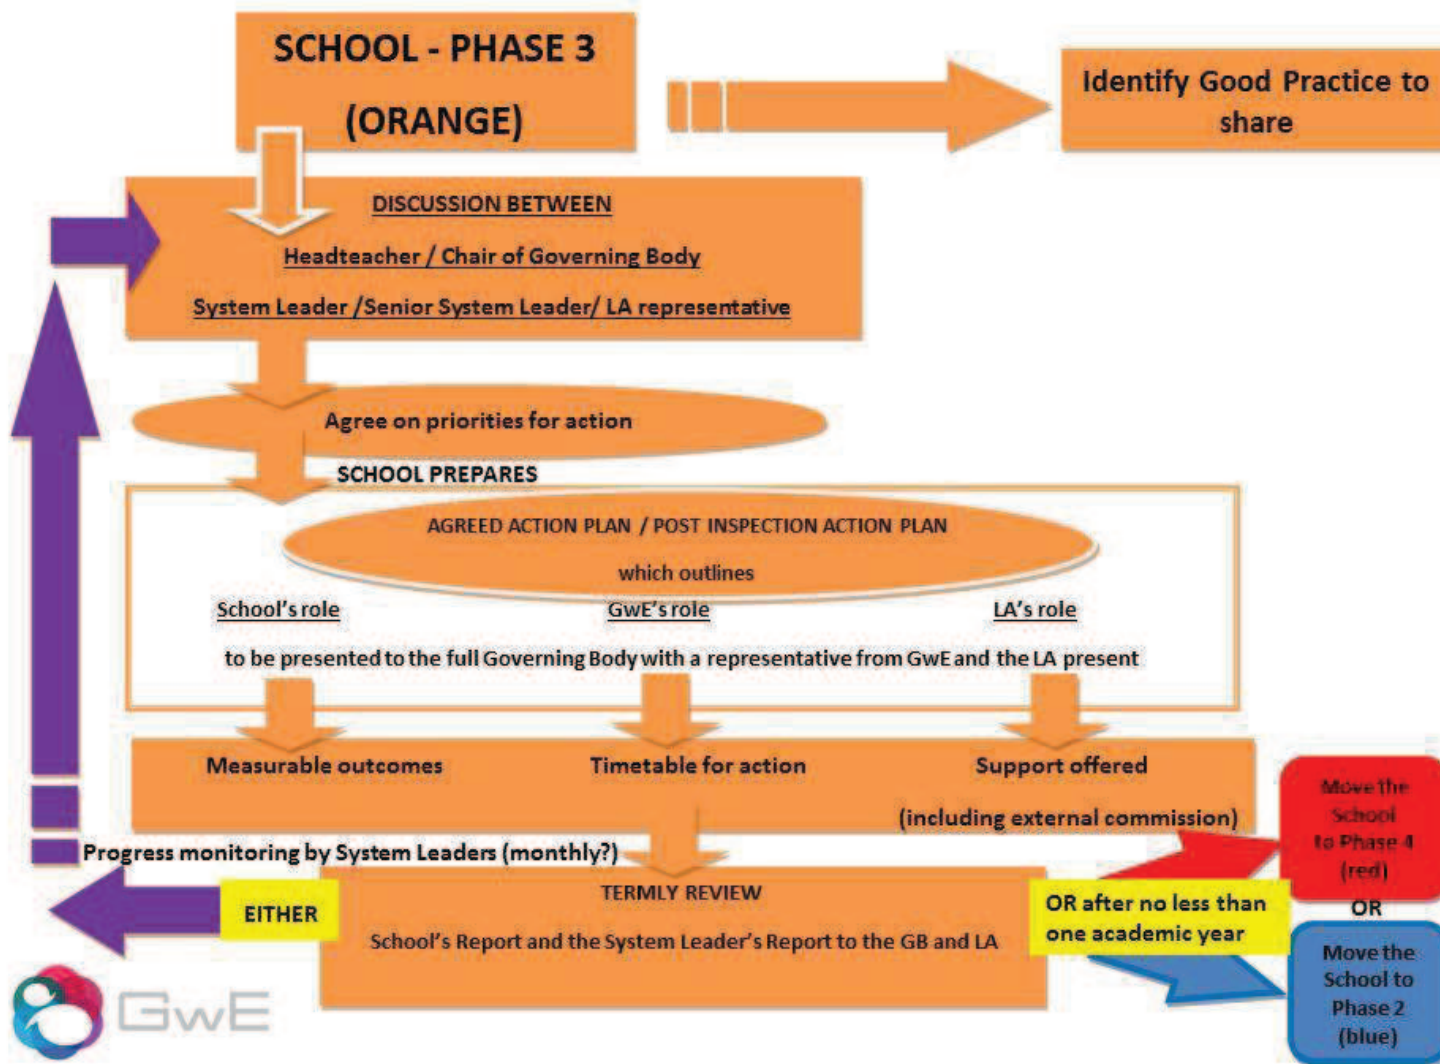 SCHOOL - PHASE 3
(ORANGE)
Identify Good Practice to
share
DISCUSSION BETWEEN
Headteacher / Chair of Governing Body
System Leader /Senior System Leader/ LA representative
Agree on priorities for action
SCHOOL PREPARES
AGREED ACTION PLAN / POST INSPECTION ACTION PLAN
which outlines
School's role
GwE's role
LA's role
to be presented to the full Governing Body with a representative from GwE and the LA present
Measurable outcomes
Timetable for action
Support offered
(including external commission)
Move the
School
to Phase 4
(red)
Progress monitoring by System Leaders (monthly?)
EITHER
TERMLY REVIEW
School's Report and the System Leader's Report to the GB and LA
OR after no less than
one academic year
OR
Move the
School to
Phase 2
(blue)
GwE